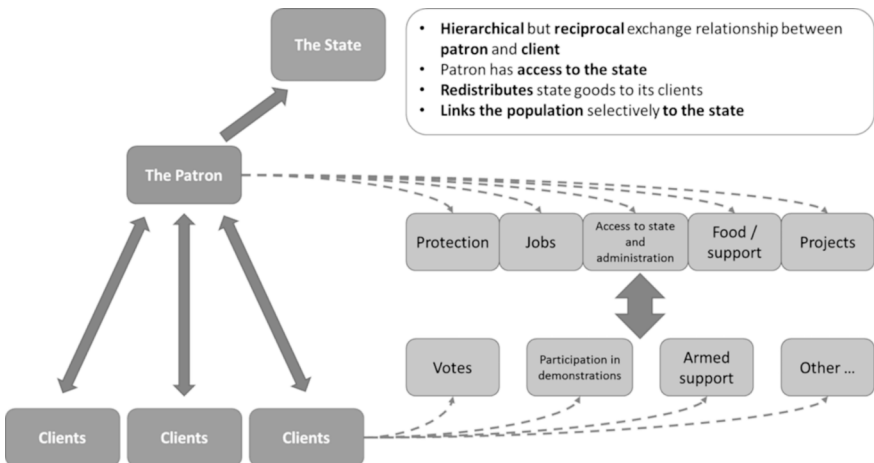 The State
• Hierarchical but reciprocal exchange relationship between
patron and client
• Patron has access to the state
• Redistributes state goods to its clients
• Links the population selectively to the state
The Patron
Protection
Jobs
Access to state
and
administration
Food /
support
Projects
Votes
Participation in
demonstrations
Armed
support
Other ...
Clients
Clients
Clients